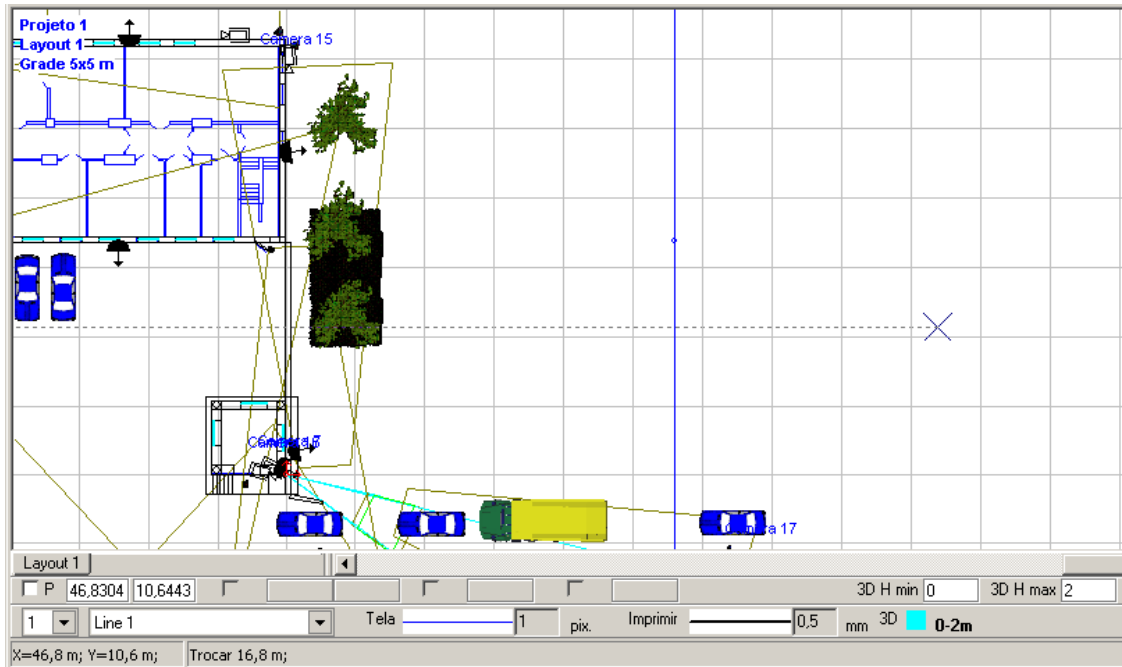 Projeto 1
Layout 1
Grade 5x5 m
Camera 15
Camera 17
Layout 1
P 46,8304 10,6443 3D H min 0 3D H max 2
1 Line 1 Tela 1 pix. Imprimir 0,5 mm 3D 0-2m
X=46,8 m; Y=10,6 m; Trocar 16,8 m;